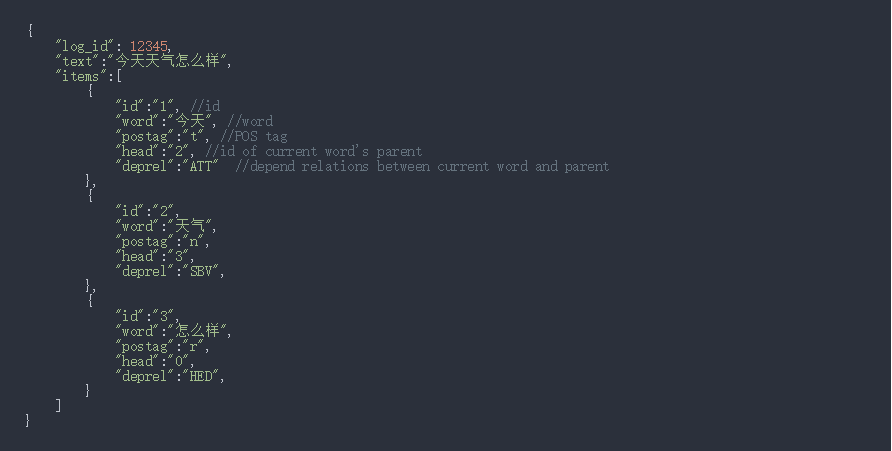 {
    "log_id": 12345,
    "text":"今天天气怎么样",
    "items":[
        {
            "id":"1", //id
            "word":"今天", //word
            "postag":"t", //POS tag
            "head":"2", //id of current word's parent
            "deprel":"ATT"  //depend relations between current word and parent
        },
        {
            "id":"2",
            "word":"天气",
            "postag":"n",
            "head":"3",
            "deprel":"SBV",
        },
        {
            "id":"3",
            "word":"怎么样",
            "postag":"r",
            "head":"0",
            "deprel":"HED",
        }
    ]
}